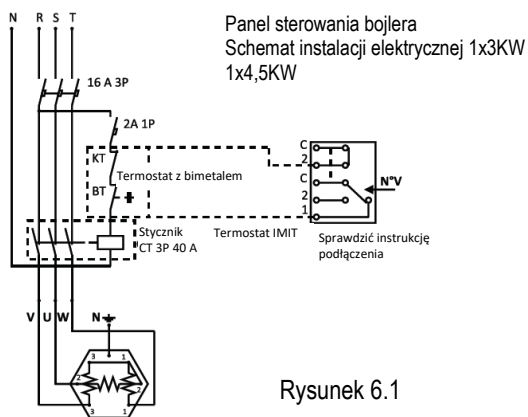 Panel sterowania bojlera
Schemat instalacji elektrycznej 1x3KW
1x4,5KW
N R S T
16 A 3P
2A 1P
KT
Termostat z bimetalem
BT
C
2
C
2
1
N°V
Stycznik
CT 3P 40 A
Termostat IMIT
Sprawdzić instrukcję
podłączenia
V U W N
3 1
2 2
3 1
Rysunek 6.1